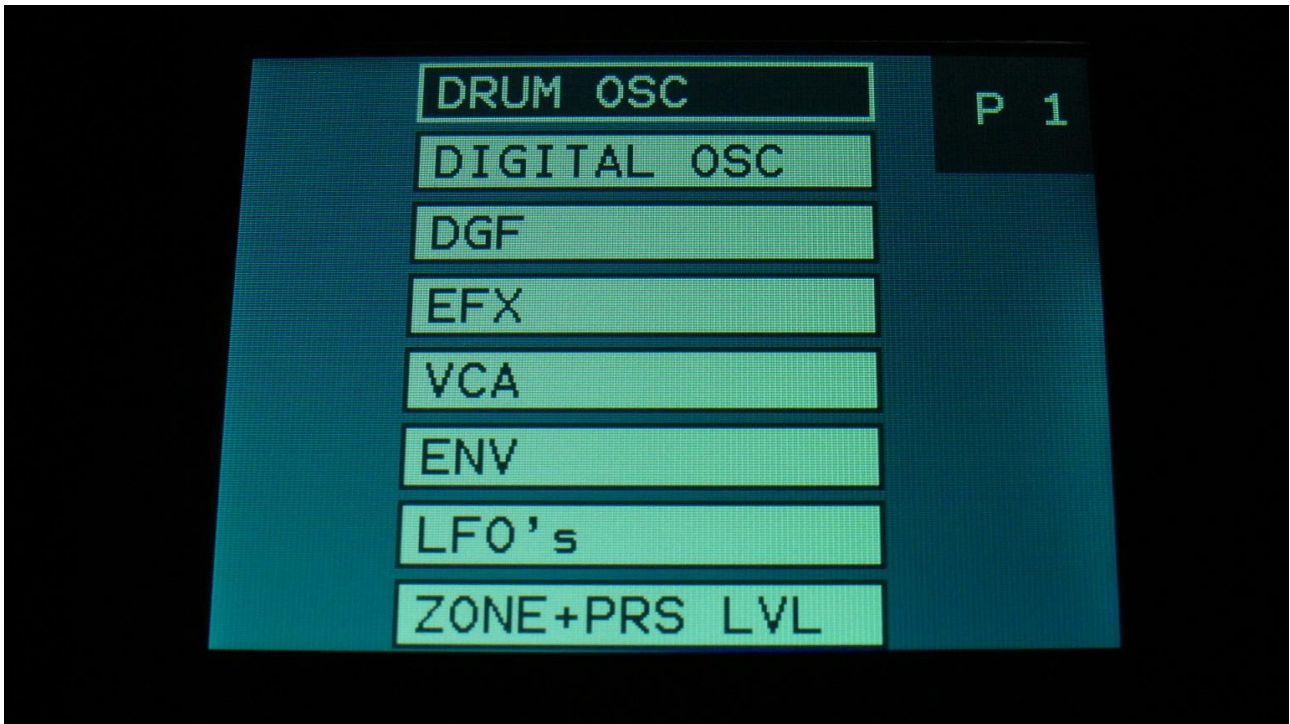 DRUM OSC
P 1
DIGITAL OSC
DGF
EFX
VCA
ENV
LFO's
ZONE+PRS LVL